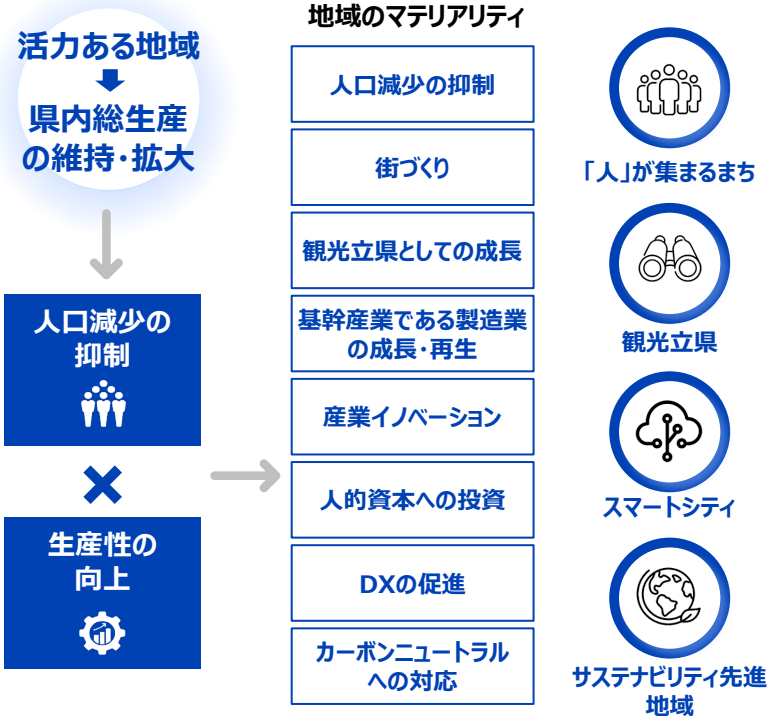 活力ある地域
県内総生産
の維持・拡大
人口減少の
抑制
生産性の
向上
地域のマテリアリティ
人口減少の抑制
街づくり
観光立県としての成長
基幹産業である製造業
の成長・再生
産業イノベーション
人的資本への投資
DXの促進
カーボンニュートラル
への対応
「人」が集まるまち
観光立県
スマートシティ
サステナビリティ先進
地域